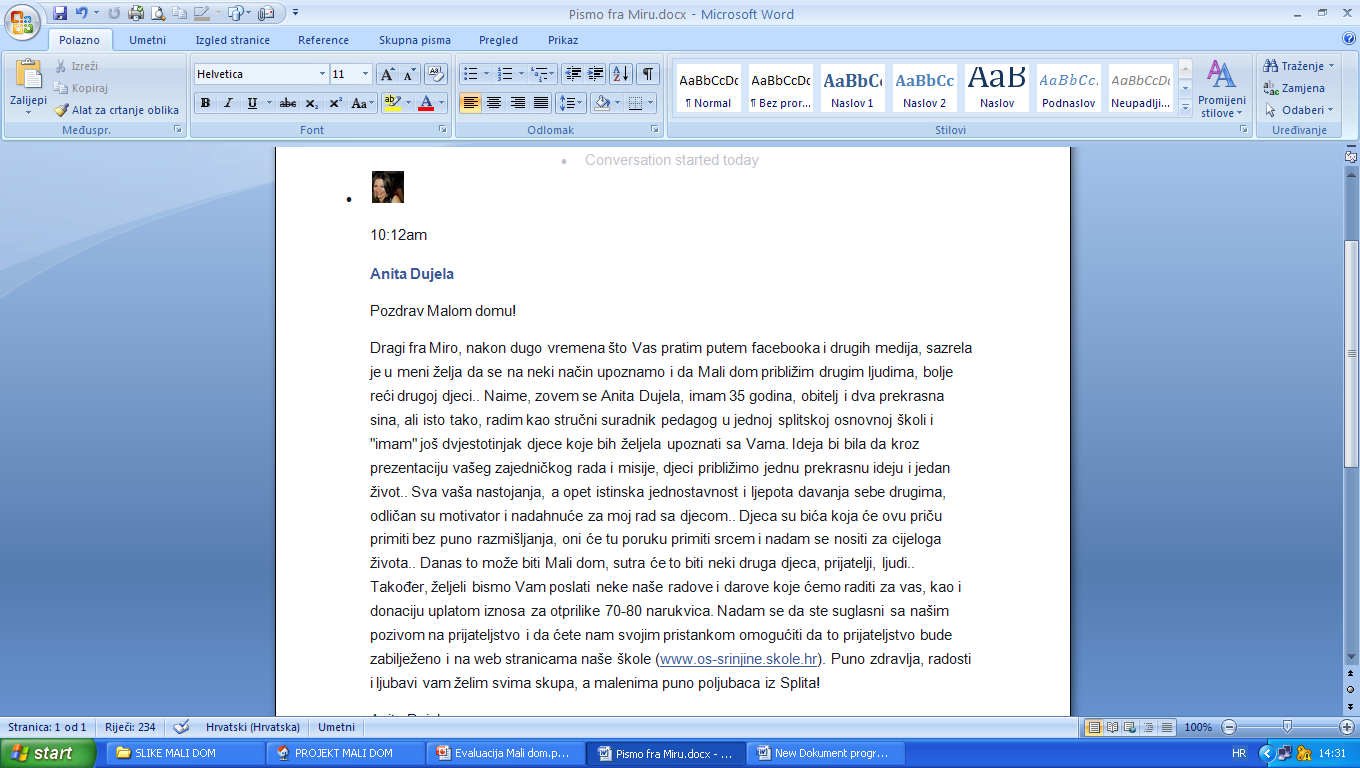 Pismo fra Miru.docx - Microsoft Word
Polazno Umetni Izgled stranice Reference Skupna pisma Pregled Prikaz
Zalijepi
Izreži
Kopiraj
Alat za crtanje oblika
Međuspr.
Helvetica 11
Font
Odlomak
AaBbCcDc AaBbCcDc AaBbC AaBbCc AaB AaBbCc. AaBbCcDc
¶ Normal ¶ Bez pror... Naslov 1 Naslov 2 Naslov Podnaslov Neupadlji...
Promijeni stilove
Stilovi
Traženje
Zamjena
Odaberi
Uređivanje
Conversation started today
10:12am
Anita Dujela
Pozdrav Malom domu!
Dragi fra Miro, nakon dugo vremena što Vas pratim putem facebooka i drugih medija, sazrela
je u meni želja da se na neki način upoznamo i da Mali dom približim drugim ljudima, bolje
reći drugoj djeci.. Naime, zovem se Anita Dujela, imam 35 godina, obitelj i dva prekrasna
sina, ali isto tako, radim kao stručni suradnik pedagog u jednoj splitskoj osnovnoj školi i
"imam" još dvjestotinjak djece koje bih željela upoznati sa Vama. Ideja bi bila da kroz
prezentaciju vašeg zajedničkog rada i misije, djeci približimo jednu prekrasnu ideju i jedan
život.. Sva vaša nastojanja, a opet istinska jednostavnost i ljepota davanja sebe drugima,
odličan su motivator i nadahnuće za moj rad sa djecom.. Djeca su bića koja će ovu priču
primiti bez puno razmišljanja, oni će tu poruku primiti srcem i nadam se nositi za cijeloga
života.. Danas to može biti Mali dom, sutra će to biti neki druga djeca, prijatelji, ljudi..
Također, željeli bismo Vam poslati neke naše radove i darove koje ćemo raditi za vas, kao i
donaciju uplatom iznosa za otprilike 70-80 narukvica. Nadam se da ste suglasni sa našim
pozivom na prijateljstvo i da ćete nam svojim pristankom omogućiti da to prijateljstvo bude
zabilježeno i na web stranicama naše škole (www.os-srinjine.skole.hr). Puno zdravlja, radosti
i ljubavi vam želim svima skupa, a malenima puno poljubaca iz Splita!
Stranica: 1 od 1 Riječi: 234 Hrvatski (Hrvatska) Umetni 100%
start SLIKE MALI DOM PROJEKT MALI DOM Evaluacija Mali dom.p... Pismo fra Miru.docx - ... New Dokument progr... HR 14:31